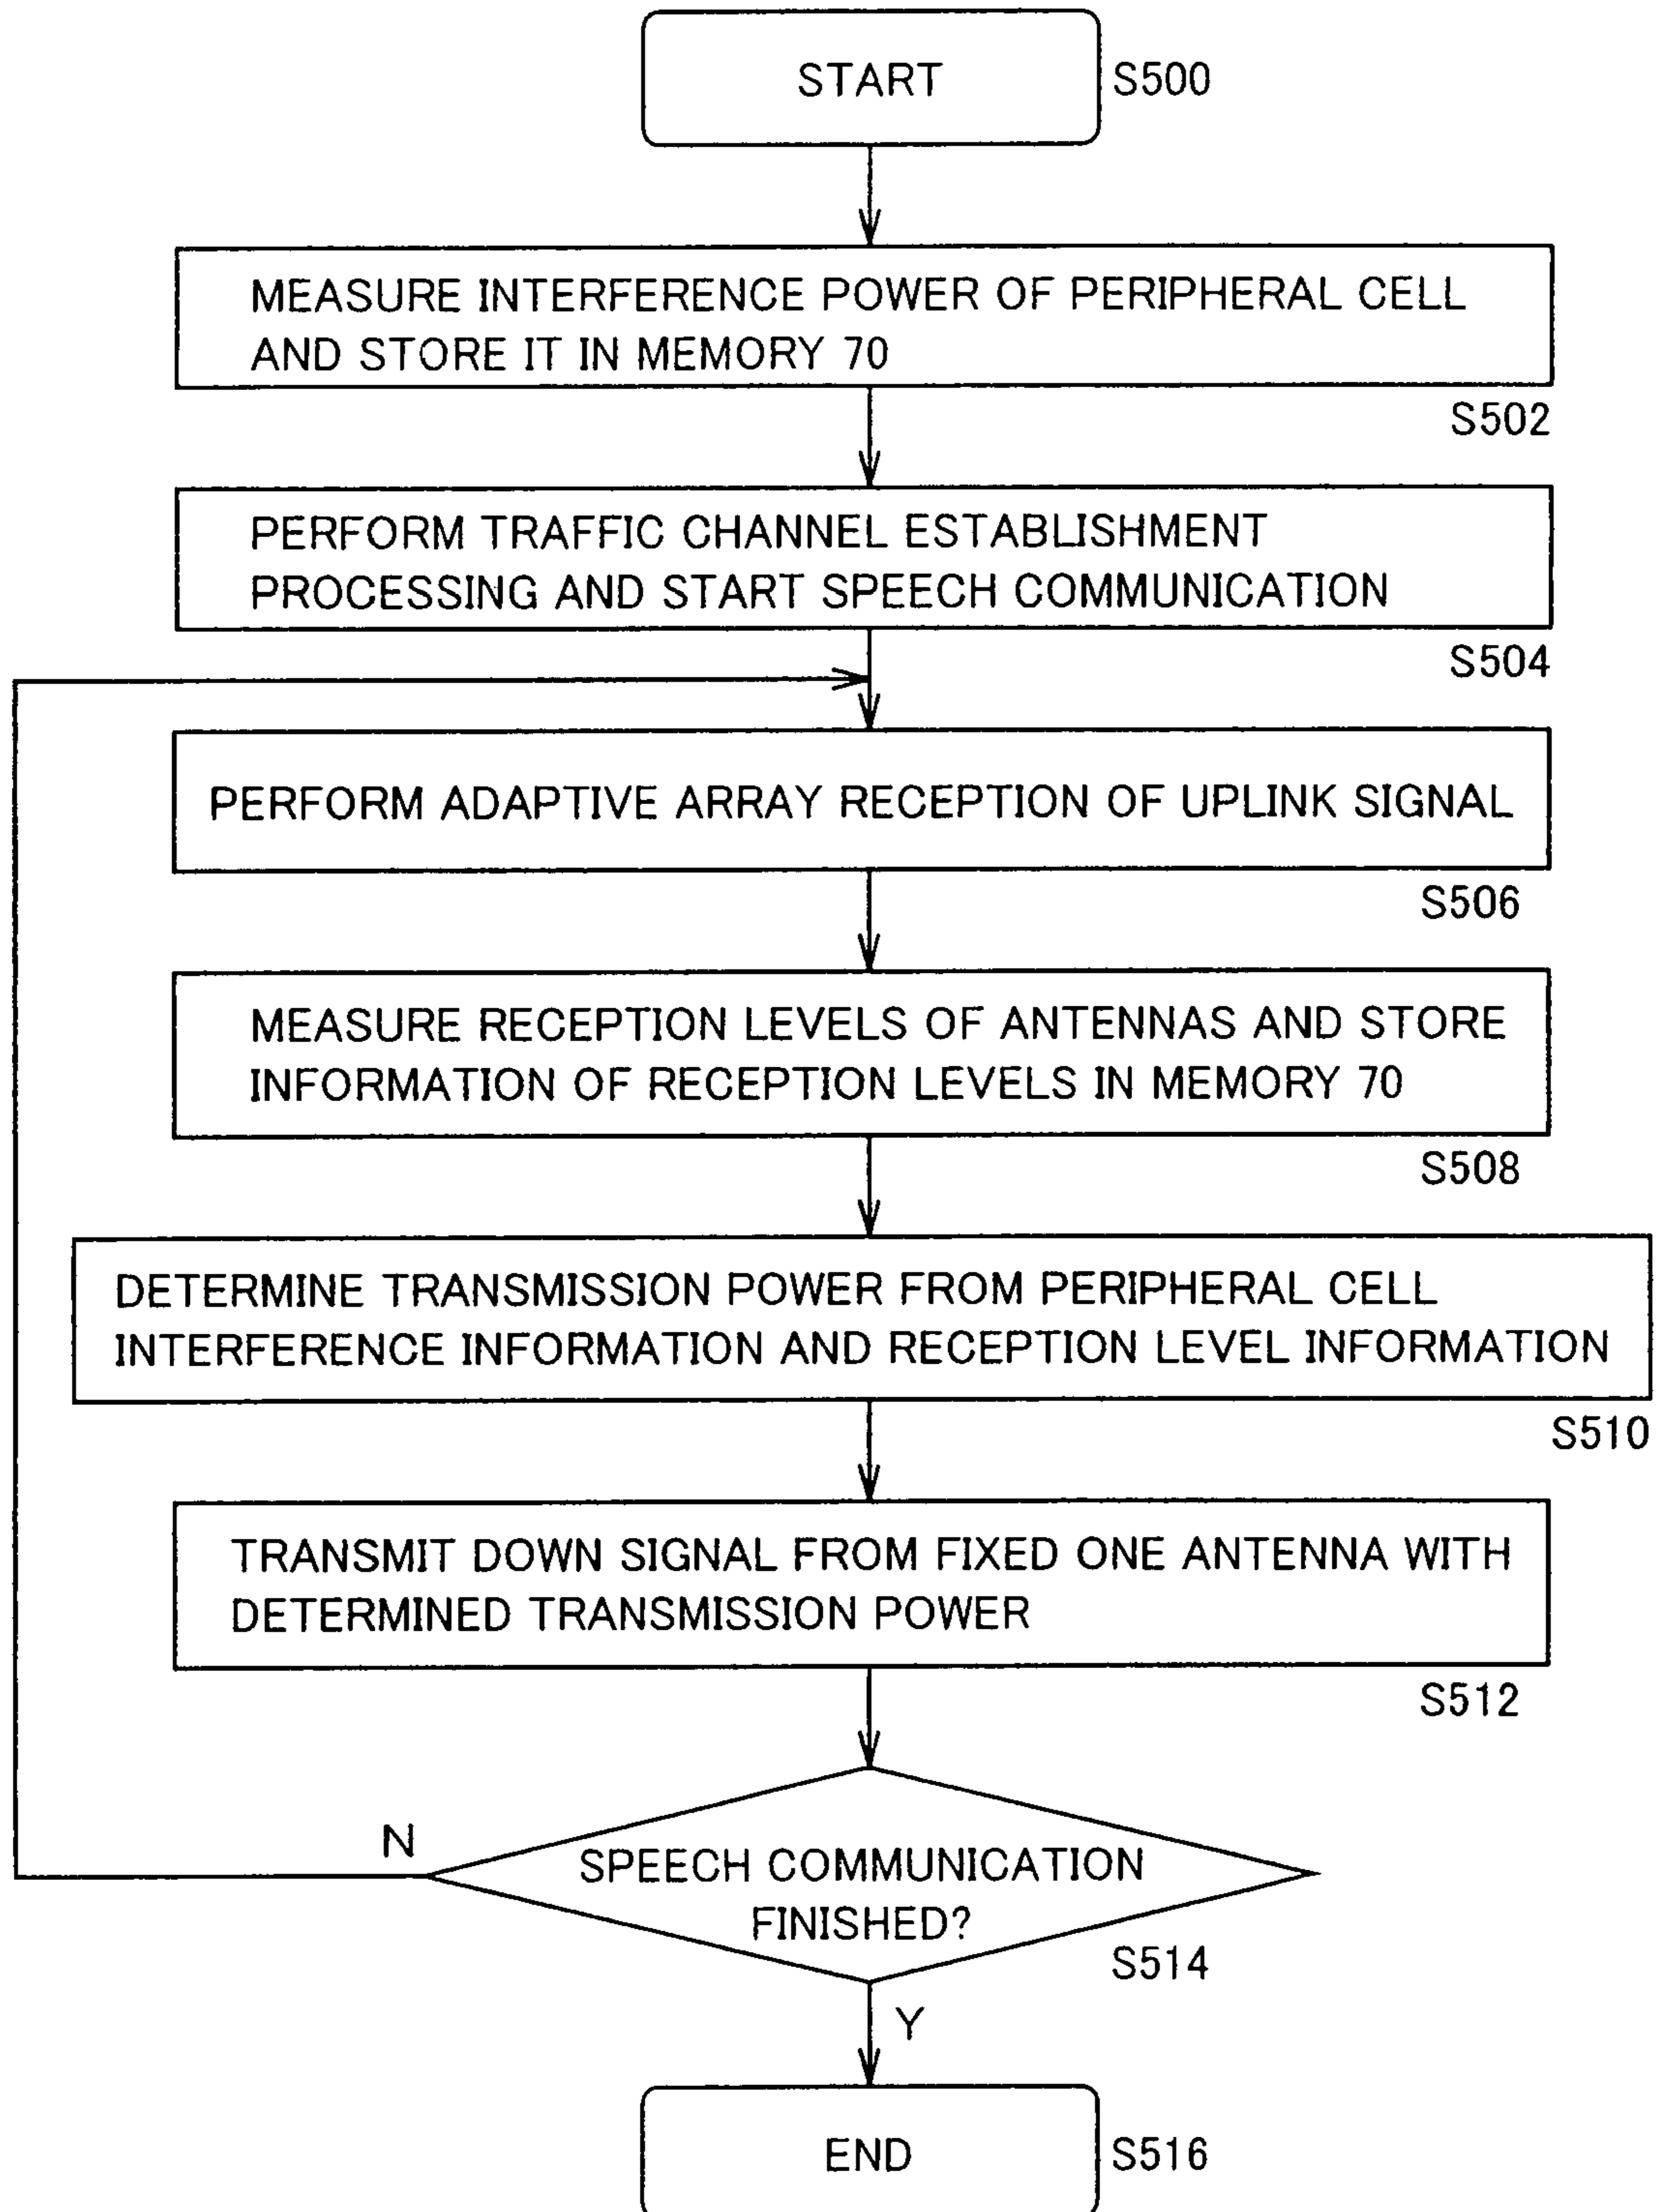 START
S500
MEASURE INTERFERENCE POWER OF PERIPHERAL CELL
AND STORE IT IN MEMORY 70
S502
PERFORM TRAFFIC CHANNEL ESTABLISHMENT
PROCESSING AND START SPEECH COMMUNICATION
S504
PERFORM ADAPTIVE ARRAY RECEPTION OF UPLINK SIGNAL
S506
MEASURE RECEPTION LEVELS OF ANTENNAS AND STORE
INFORMATION OF RECEPTION LEVELS IN MEMORY 70
S508
DETERMINE TRANSMISSION POWER FROM PERIPHERAL CELL
INTERFERENCE INFORMATION AND RECEPTION LEVEL INFORMATION
S510
TRANSMIT DOWN SIGNAL FROM FIXED ONE ANTENNA WITH
DETERMINED TRANSMISSION POWER
S512
N
SPEECH COMMUNICATION
FINISHED?
S514
Y
END
S516